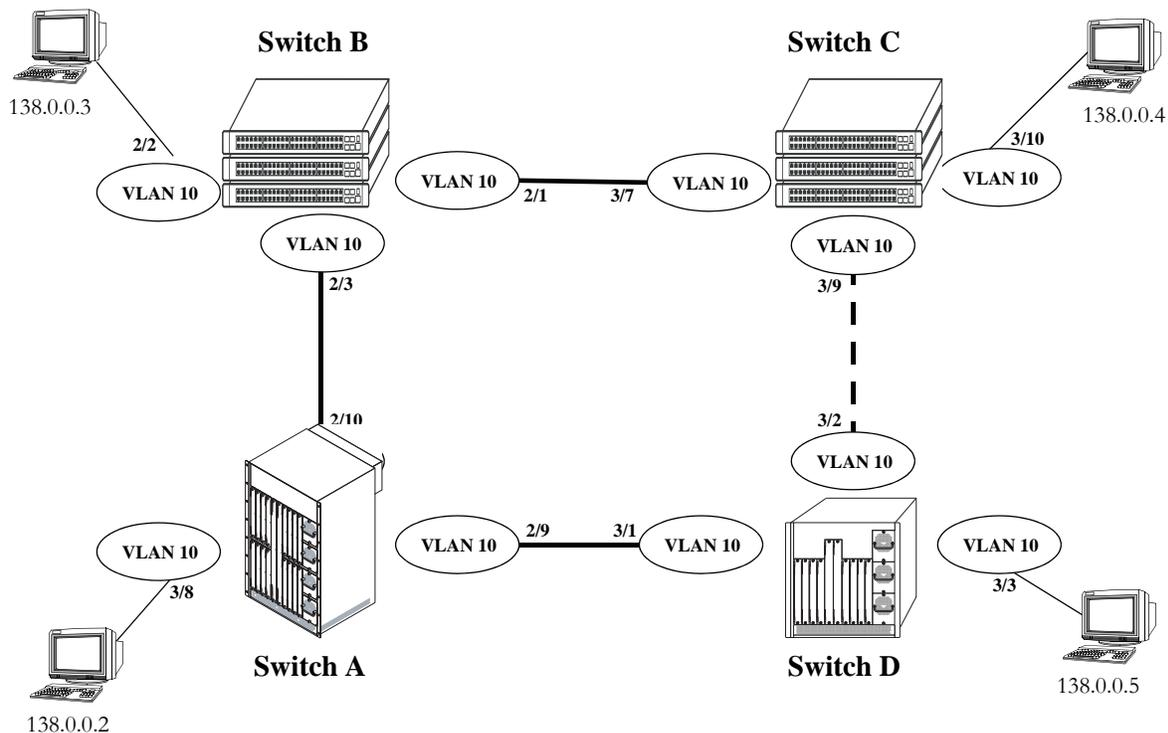 Switch B
Switch C
138.0.0.3
138.0.0.4
2/2
3/10
VLAN 10
VLAN 10
2/1
3/7
VLAN 10
VLAN 10
VLAN 10
2/3
VLAN 10
3/9
2/10
3/2
VLAN 10
VLAN 10
3/8
VLAN 10
2/9
3/1
VLAN 10
VLAN 10
3/3
Switch A
Switch D
138.0.0.2
138.0.0.5